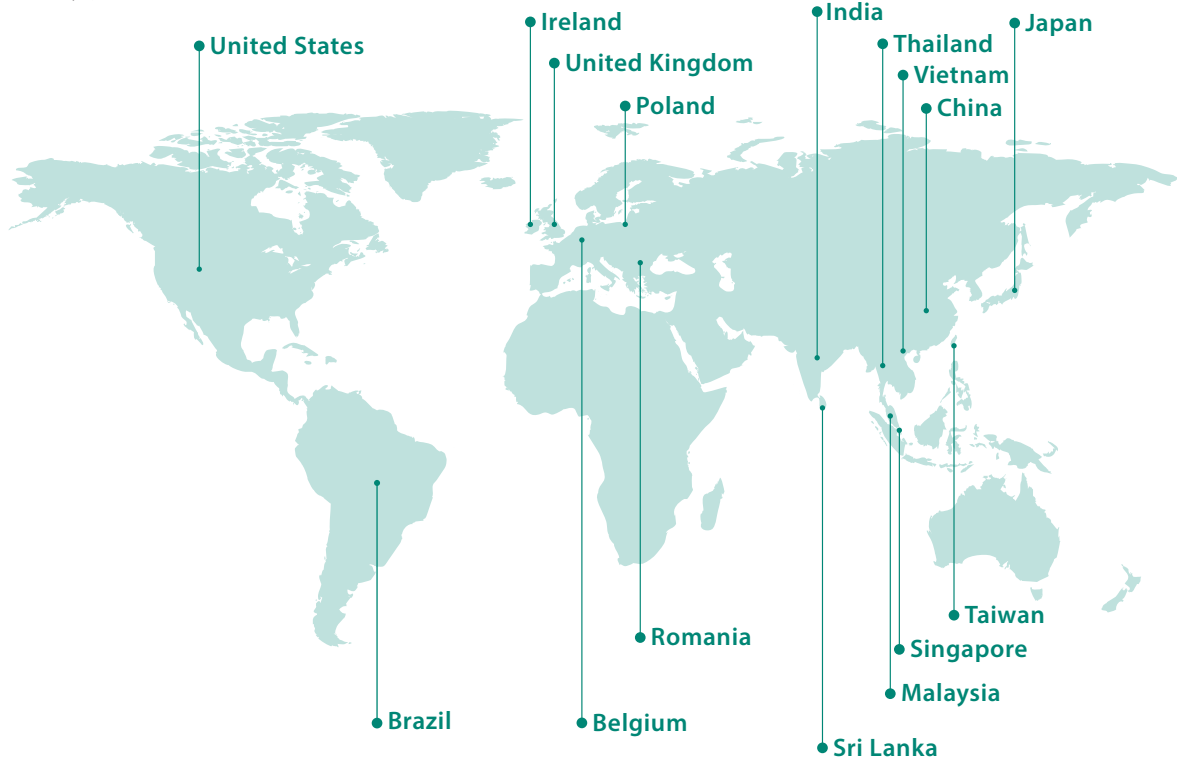 India
Ireland
Japan
United States
Thailand
United Kingdom
Vietnam
Poland
China
Taiwan
Romania
Singapore
Malaysia
Brazil
Belgium
Sri Lanka